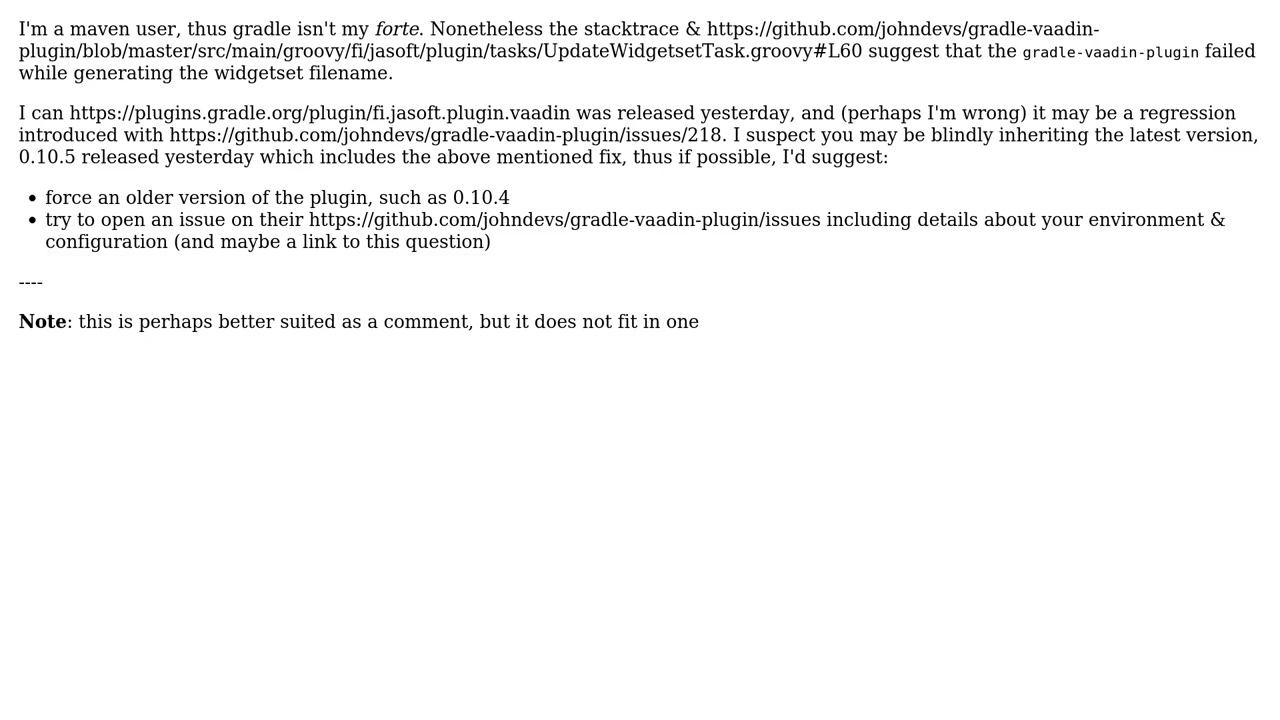 I'm a maven user, thus gradle isn't my forte. Nonetheless the stacktrace & https://github.com/johndevs/gradle-vaadin-
plugin/blob/master/src/main/groovy/fi/jasoft/plugin/tasks/UpdateWidgetsetTask.groovy#L60 suggest that the gradle-vaadin-plugin failed
while generating the widgetset filename.
I can https://plugins.gradle.org/plugin/fi.jasoft.plugin.vaadin was released yesterday, and (perhaps I'm wrong) it may be a regression
introduced with https://github.com/johndevs/gradle-vaadin-plugin/issues/218. I suspect you may be blindly inheriting the latest version,
0.10.5 released yesterday which includes the above mentioned fix, thus if possible, I'd suggest:
• force an older version of the plugin, such as 0.10.4
• try to open an issue on their https://github.com/johndevs/gradle-vaadin-plugin/issues including details about your environment &
configuration (and maybe a link to this question)
----
Note: this is perhaps better suited as a comment, but it does not fit in one